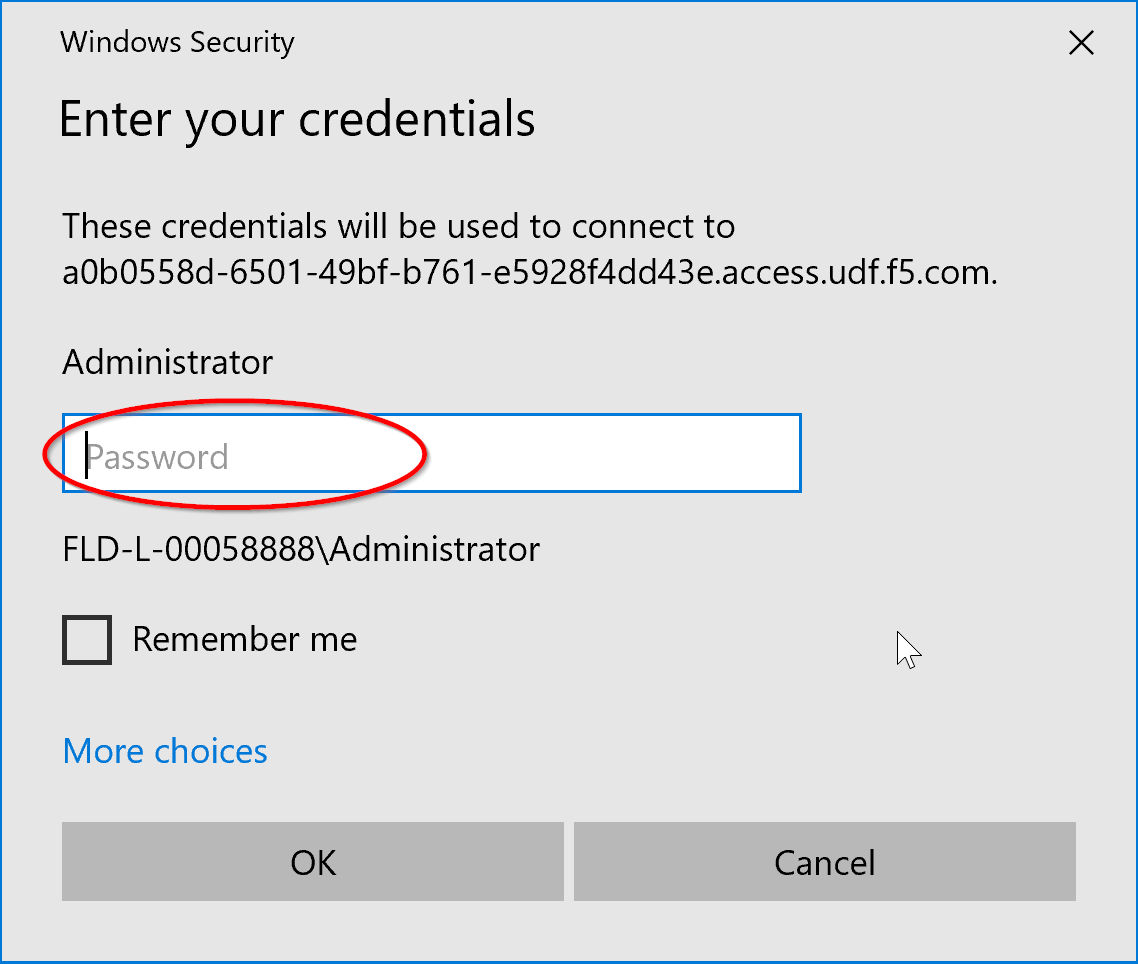 Windows Security
Enter your credentials
These credentials will be used to connect to
a0b0558d-6501-49bf-b761-e5928f4dd43e.access.udf.f5.com.
Administrator
Password
FLD-L-00058888\Administrator
Remember me
More choices
OK
Cancel